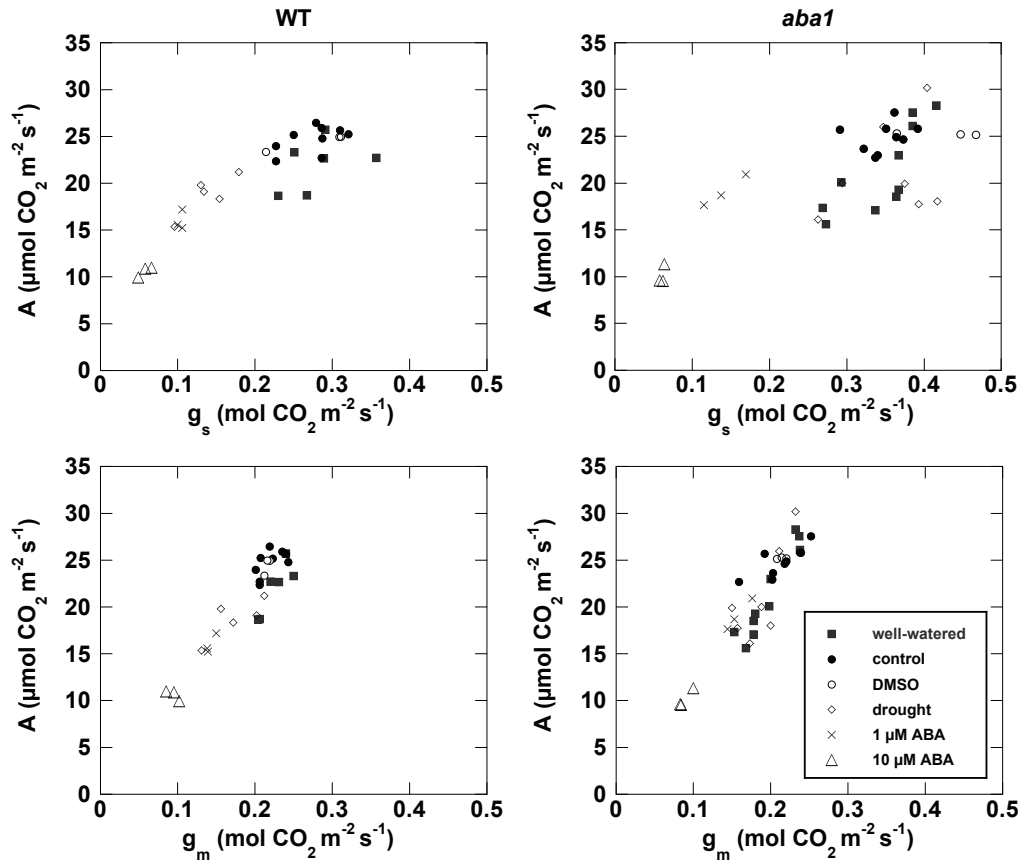 WT
aba1
35
30
25
20
15
10
5
0
A (µmol CO2 m-2 s-1)
0 0.1 0.2 0.3 0.4 0.5
gs (mol CO2 m-2 s-1)
35
30
25
20
15
10
5
0
A (µmol CO2 m-2 s-1)
0 0.1 0.2 0.3 0.4 0.5
gs (mol CO2 m-2 s-1)
35
30
25
20
15
10
5
0
A (µmol CO2 m-2 s-1)
0 0.1 0.2 0.3 0.4 0.5
gm (mol CO2 m-2 s-1)
35
30
25
20
15
10
5
0
A (µmol CO2 m-2 s-1)
0 0.1 0.2 0.3 0.4 0.5
gm (mol CO2 m-2 s-1)
well-watered
control
DMSO
drought
1 µM ABA
10 µM ABA